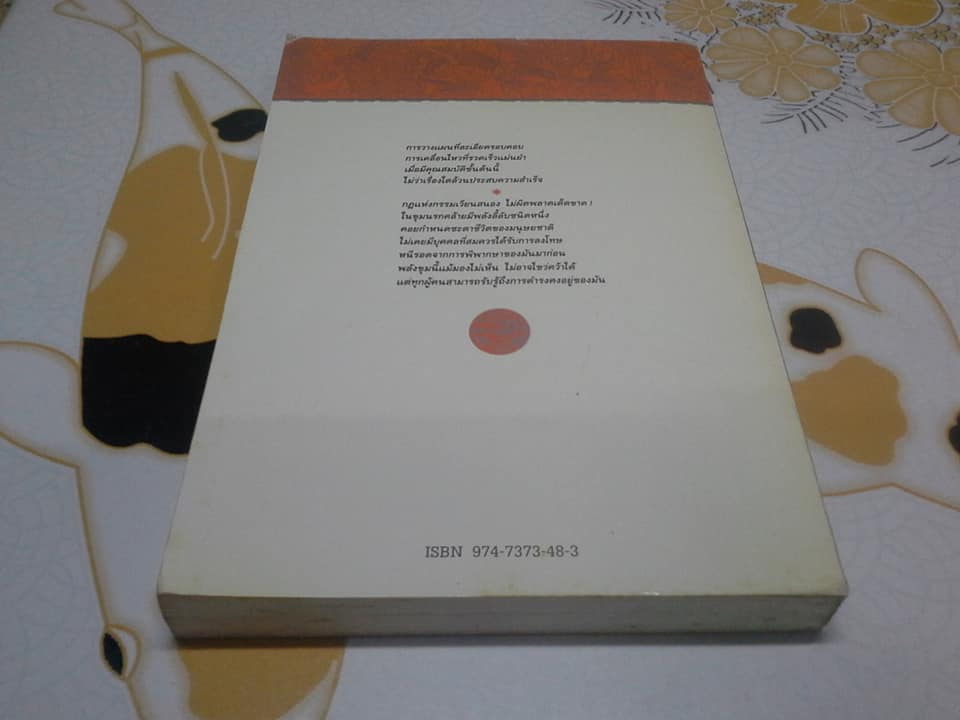 การวางแผนที่ละเอียดรอบคอบ
การเคลื่อนไหวที่รวดเร็วแม่นยำ
เมื่อมีคุณสมบัติขั้นต้นนี้
ไม่ว่าเรื่องใดล้วนประสบความสำเร็จ
กฎแห่งกรรมเวียนสนอง ไม่ผิดพลาดเด็ดขาด !
ในขุมนรกคล้ายมีพลังลี้ลับชนิดหนึ่ง
คอยกำหนดชะตาชีวิตของมนุษยชาติ
ไม่เคยมีบุคคลที่สมควรได้รับการลงโทษ
หนีรอดจากการพิพากษาของมันมาก่อน
พลังขุมนี้แม้มองไม่เห็น ไม่อาจไขว่คว้าได้
แต่ทุกผู้คนสามารถรับรู้ถึงการดำรงคงอยู่ของมัน
ISBN 974-7373-48-3